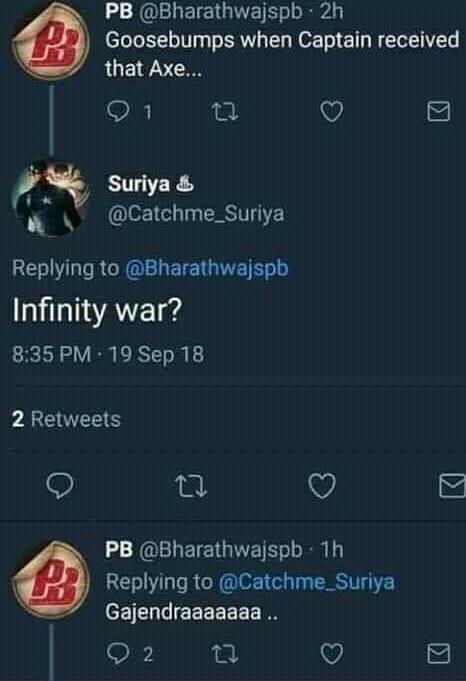 PB @Bharathwajspb · 2h
Goosebumps when Captain received
that Axe...
1
Suriya ♨
@Catchme_Suriya
Replying to @Bharathwajspb
Infinity war?
8:35 PM · 19 Sep 18
2 Retweets
PB @Bharathwajspb · 1h
Replying to @Catchme_Suriya
Gajendraaaaaaa ..
2